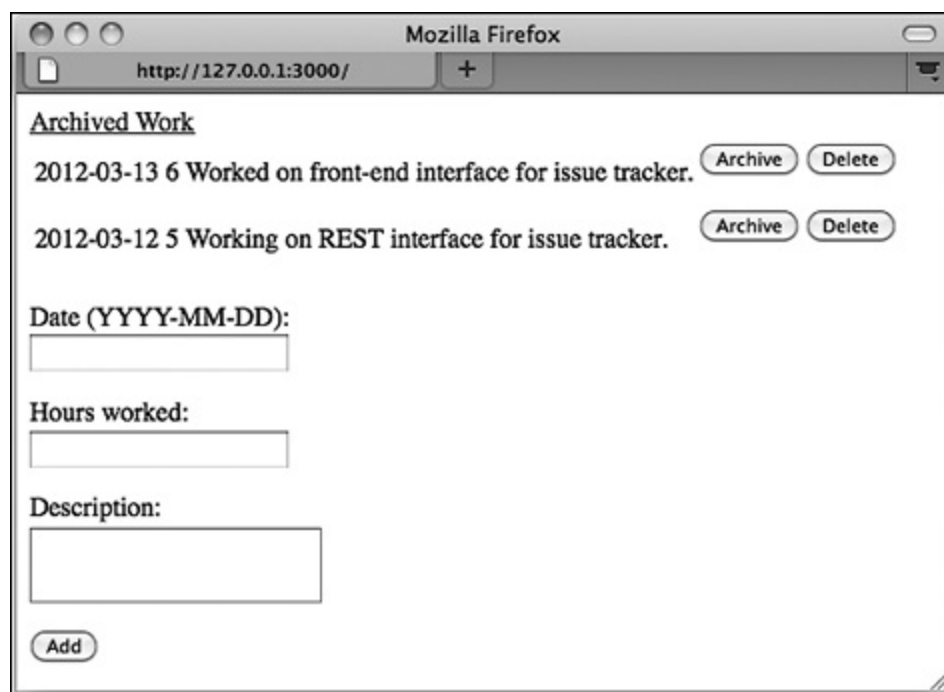 Mozilla Firefox
http://127.0.0.1:3000/
+
Archived Work
2012-03-13 6 Worked on front-end interface for issue tracker. Archive Delete
2012-03-12 5 Working on REST interface for issue tracker. Archive Delete
Date (YYYY-MM-DD):
Hours worked:
Description:
Add